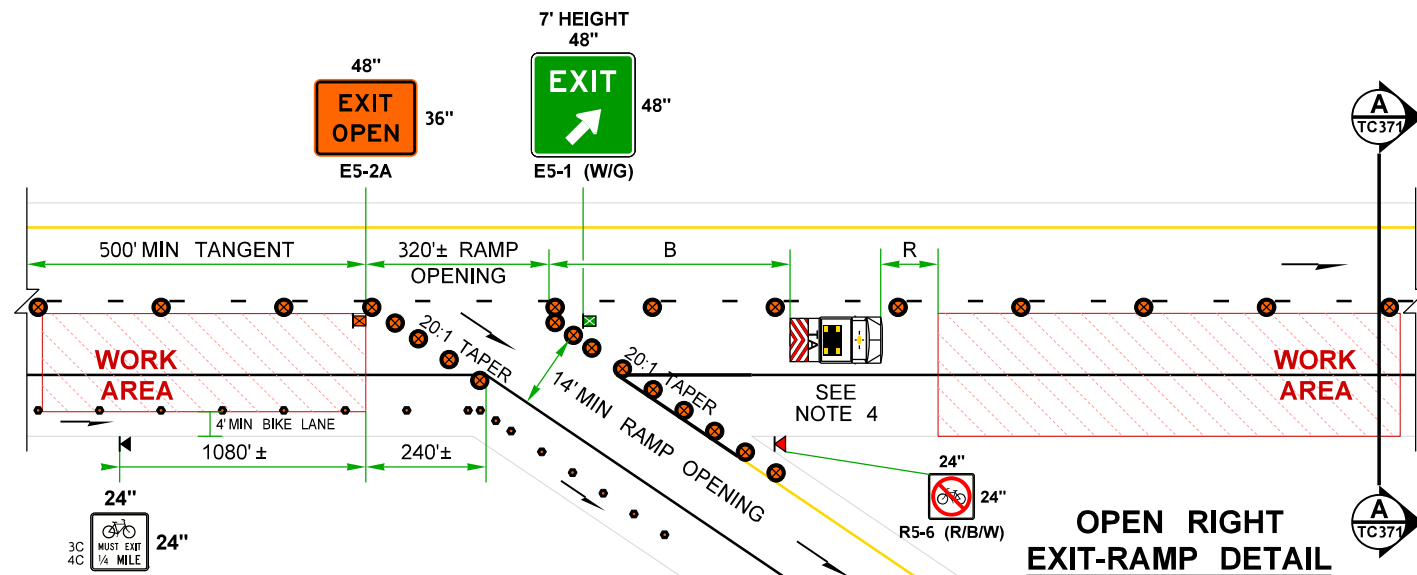 7' HEIGHT
48"
48"
EXIT
OPEN
36"
E5-2A
EXIT
48"
E5-1 (W/G)
A
TC371
500' MIN TANGENT
320'± RAMP
OPENING
B
R
20:1 TAPER
14' MIN RAMP OPENING
20:1 TAPER
TA
WORK
AREA
SEE
NOTE 4
WORK
AREA
4' MIN BIKE LANE
1080' ±
240'±
24"
24"
3C
4C
MUST EXIT
1/4 MILE
24"
24"
R5-6 (R/B/W)
OPEN RIGHT
EXIT-RAMP DETAIL
A
TC371